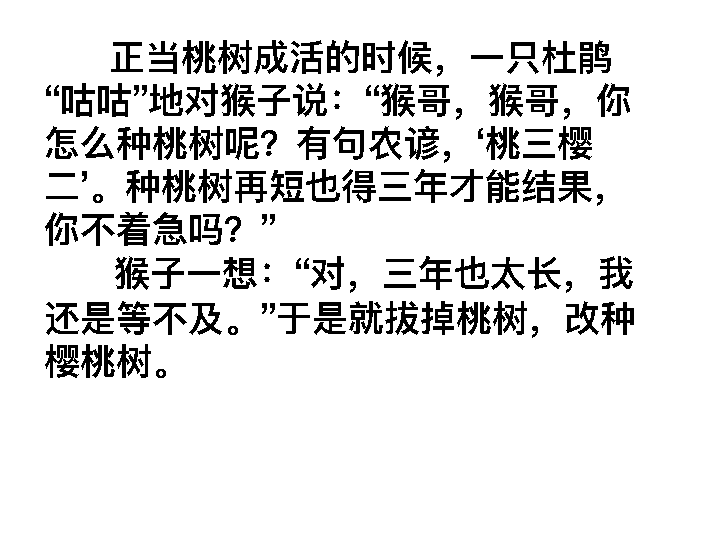 正当桃树成活的时候，一只杜鹃
“咕咕”地对猴子说：“猴哥，猴哥，你
怎么种桃树呢？有句农谚，‘桃三樱
二’。种桃树再短也得三年才能结果，
你不着急吗？”
猴子一想：“对，三年也太长，我
还是等不及。”于是就拔掉桃树，改种
樱桃树。